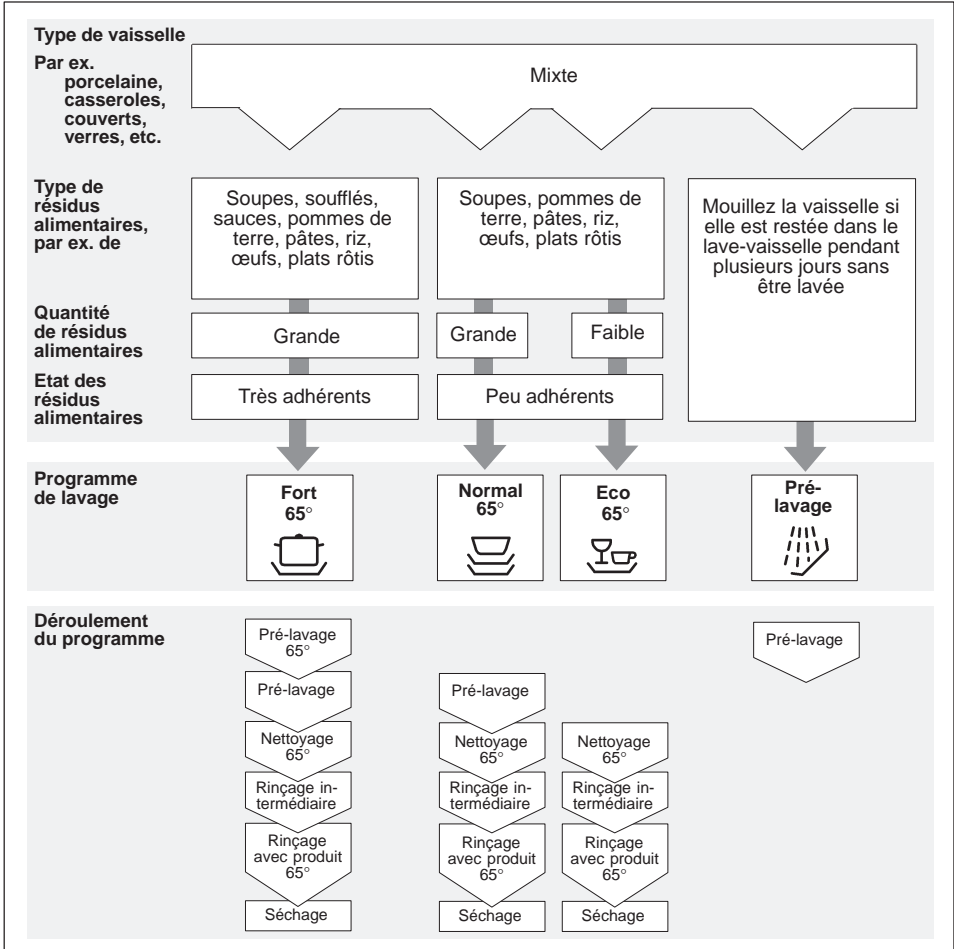 Type de vaisselle
Par ex.
porcelaine,
casseroles,
couverts,
verres, etc.
Mixte
Type de
résidus
alimentaires,
par ex. de
Soupes, soufflés,
sauces, pommes de
terre, pâtes, riz,
œufs, plats rôtis
Soupes, pommes de
terre, pâtes, riz,
œufs, plats rôtis
Mouillez la vaisselle si
elle est restée dans le
lave-vaisselle pendant
plusieurs jours sans
être lavée
Quantité
de résidus
alimentaires
Grande
Grande
Faible
Etat des
résidus
alimentaires
Très adhérents
Peu adhérents
Programme
de lavage
Fort
65°
Normal
65°
Eco
65°
Pré-
lavage
Déroulement
du programme
Pré-lavage
65°
Pré-lavage
Nettoyage
65°
Rinçage in-
termédiaire
Rinçage
avec produit
65°
Séchage
Pré-lavage
Nettoyage
65°
Rinçage in-
termédiaire
Rinçage
avec produit
65°
Séchage
Nettoyage
65°
Rinçage in-
termédiaire
Rinçage
avec produit
65°
Séchage
Pré-lavage